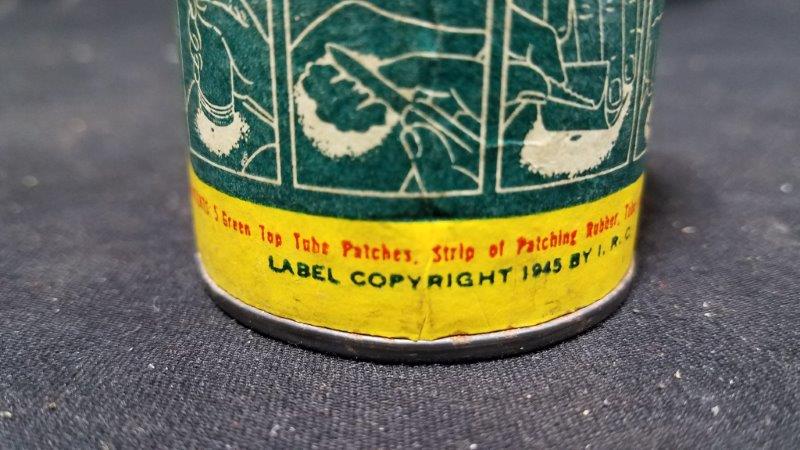 5 Green Top Tube Patches, Strip of Patching Rubber,
LABEL COPYRIGHT 1945 BY I. R. C